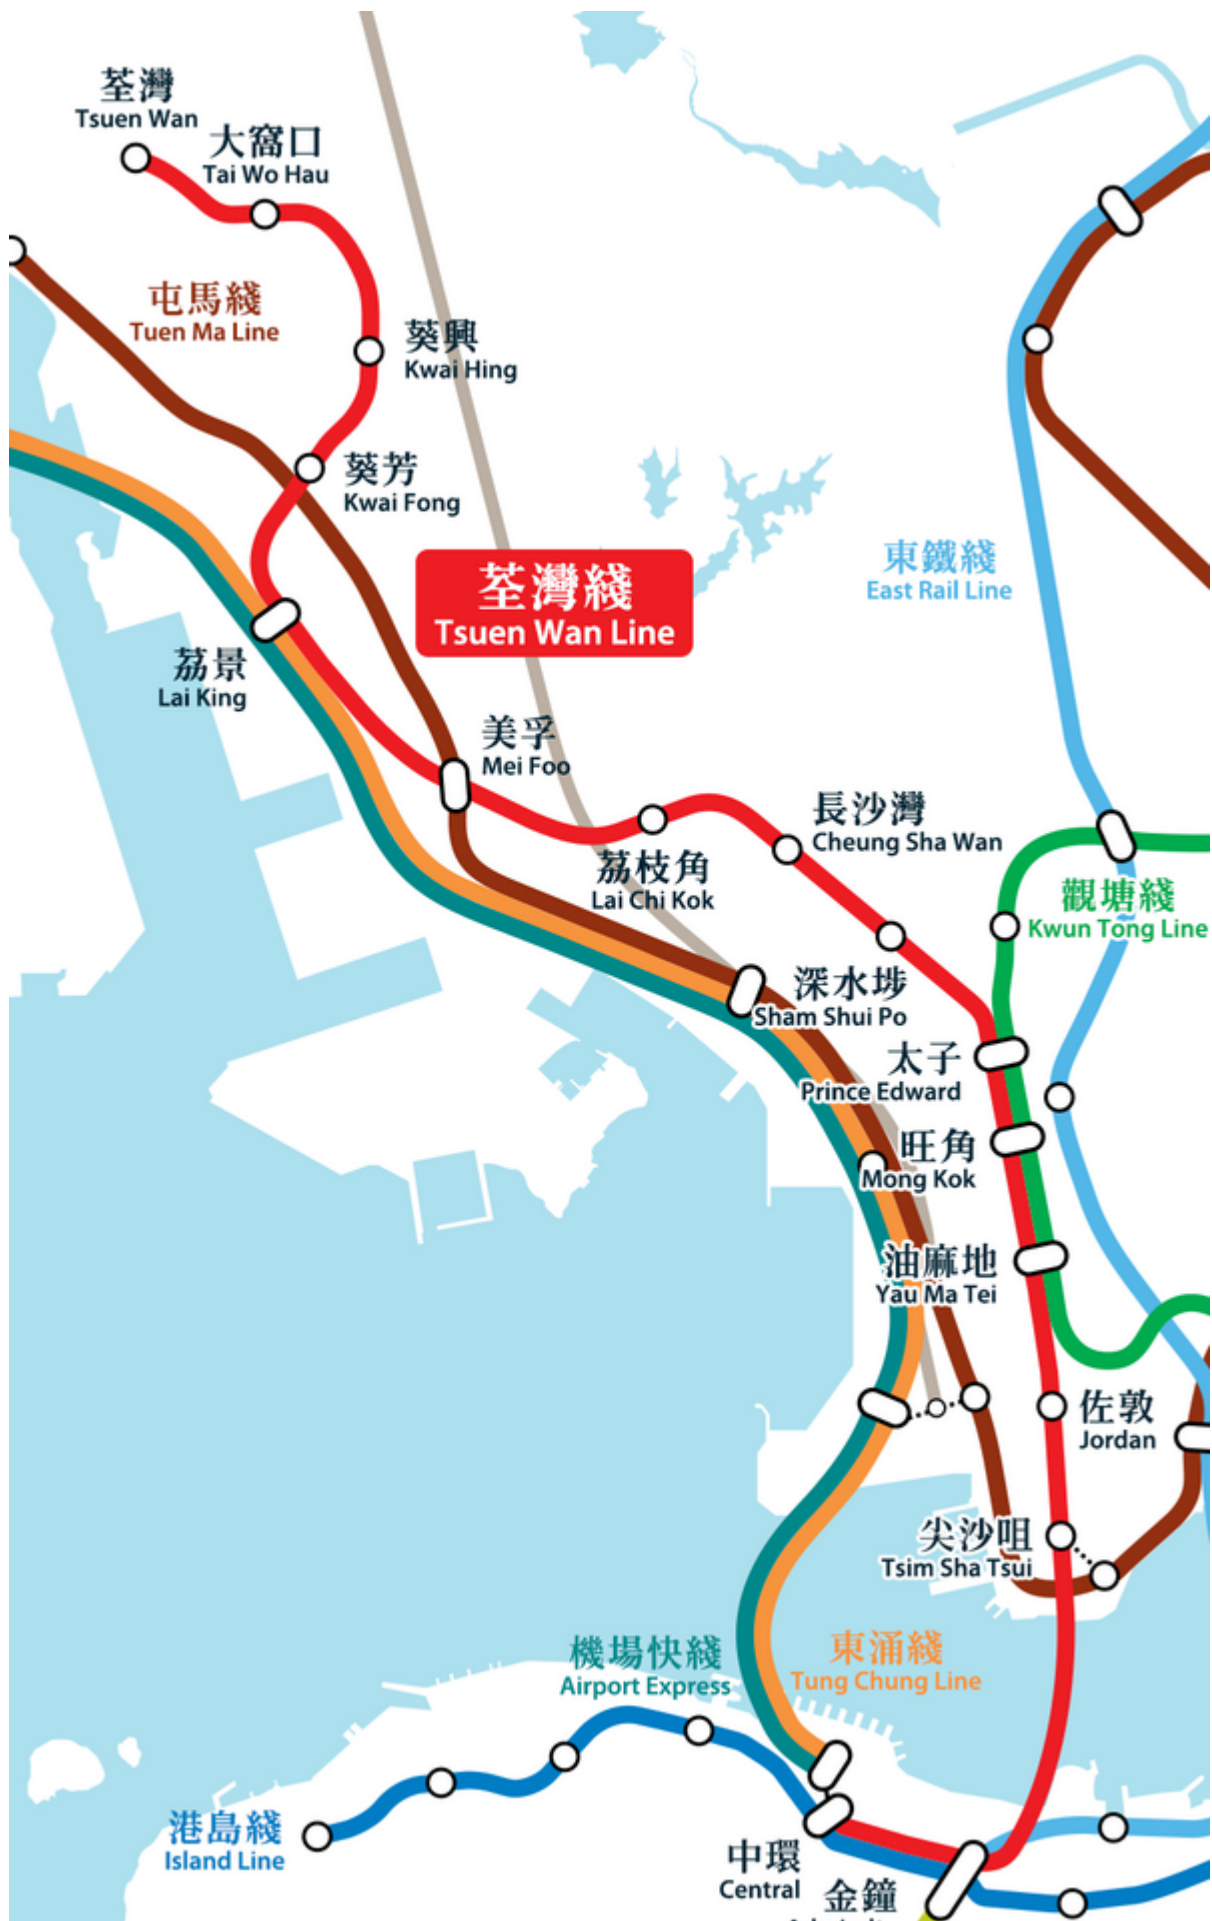 荃灣
Tsuen Wan
大窩口
Tai Wo Hau
屯馬綫
Tuen Ma Line
葵興
Kwai Hing
葵芳
Kwai Fong
荃灣綫
Tsuen Wan Line
東鐵綫
East Rail Line
荔景
Lai King
美孚
Mei Foo
長沙灣
Cheung Sha Wan
荔枝角
Lai Chi Kok
觀塘綫
Kwun Tong Line
深水埗
Sham Shui Po
太子
Prince Edward
旺角
Mong Kok
油麻地
Yau Ma Tei
佐敦
Jordan
尖沙咀
Tsim Sha Tsui
機場快綫
Airport Express
東涌綫
Tung Chung Line
港島綫
Island Line
中環
Central
金鐘